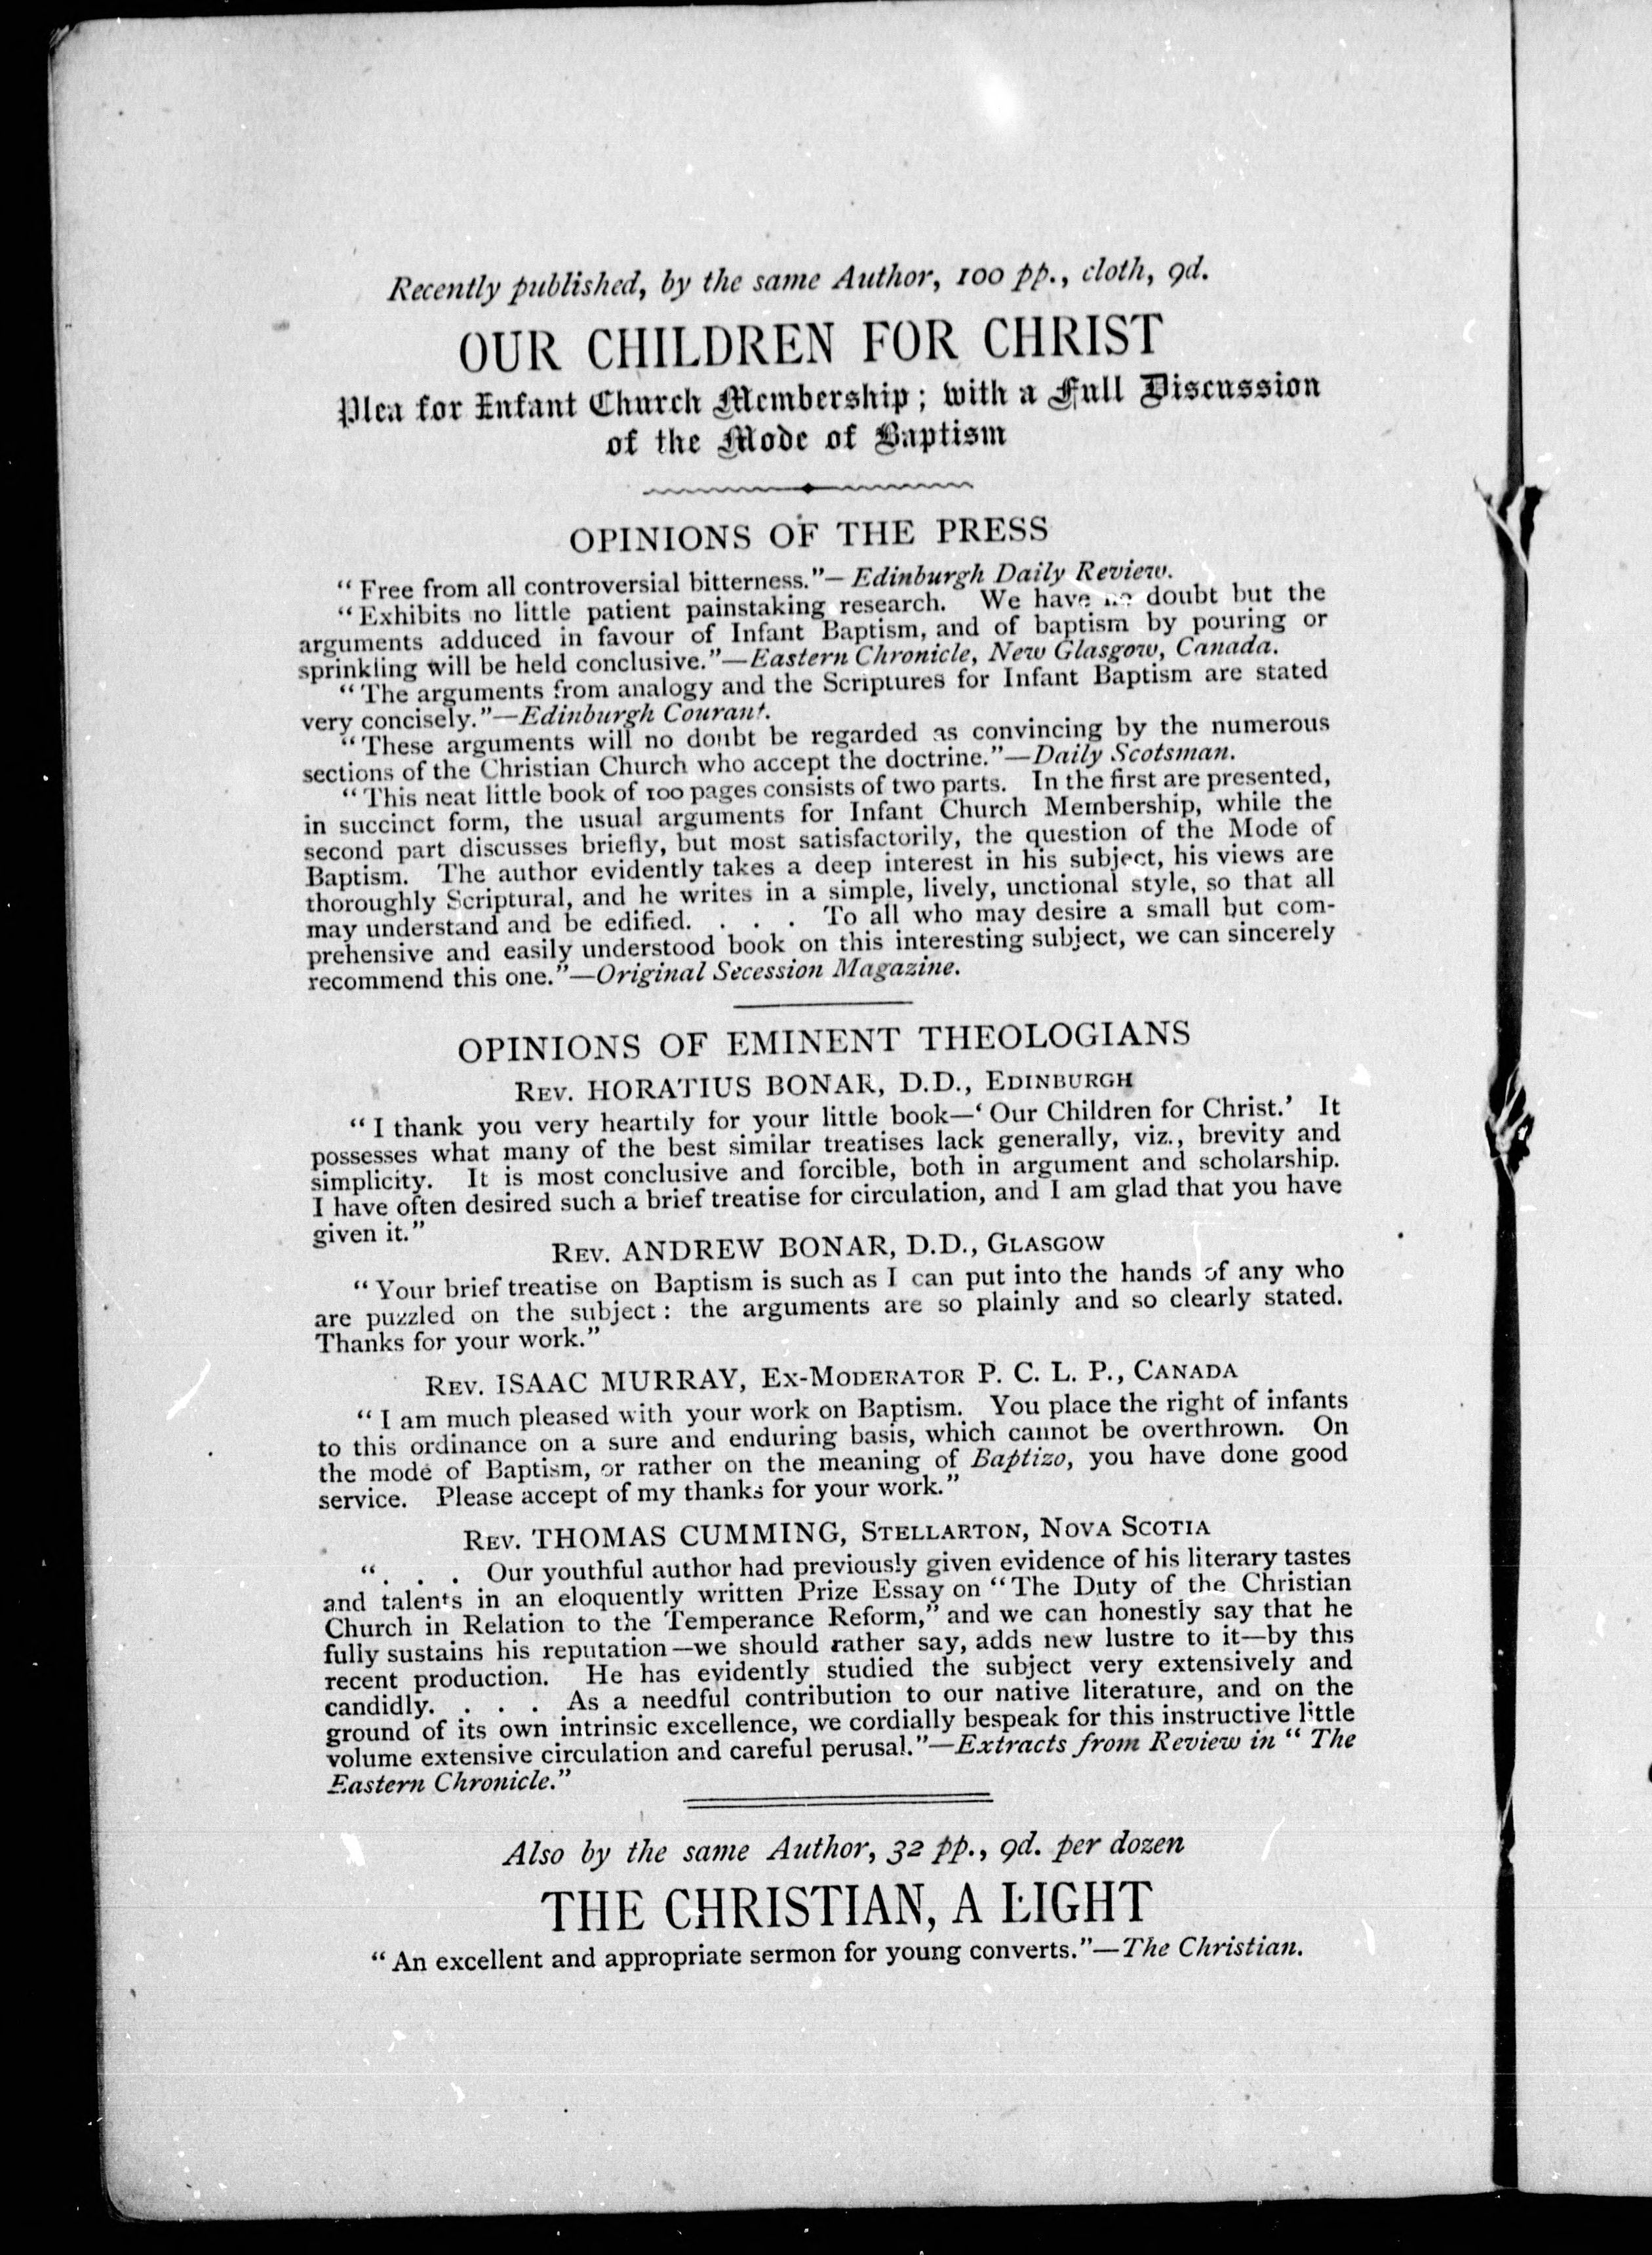 Recently published, by the same Author, 100 pp., cloth, 9d.
OUR CHILDREN FOR CHRIST
Plea for Infant Church Membership; with a Full Discussion
of the Mode of Baptism
OPINIONS OF THE PRESS
"Free from all controversial bitterness."—Edinburgh Daily Review.
"Exhibits no little patient painstaking research. We have no doubt but the
arguments adduced in favour of Infant Baptism, and of baptism by pouring or
sprinkling will be held conclusive."—Eastern Chronicle, New Glasgow, Canada.
"The arguments from analogy and the Scriptures for Infant Baptism are stated
very concisely."—Edinburgh Courant.
"These arguments will no doubt be regarded as convincing by the numerous
sections of the Christian Church who accept the doctrine."—Daily Scotsman.
"This neat little book of 100 pages consists of two parts. In the first are presented,
in succinct form, the usual arguments for Infant Church Membership, while the
second part discusses briefly, but most satisfactorily, the question of the Mode of
Baptism. The author evidently takes a deep interest in his subject, his views are
thoroughly Scriptural, and he writes in a simple, lively, unctional style, so that all
may understand and be edified. . . . To all who may desire a small but com-
prehensive and easily understood book on this interesting subject, we can sincerely
recommend this one."—Original Secession Magazine.
OPINIONS OF EMINENT THEOLOGIANS
REV. HORATIUS BONAR, D.D., EDINBURGH
"I thank you very heartily for your little book—'Our Children for Christ.' It
possesses what many of the best similar treatises lack generally, viz., brevity and
simplicity. It is most conclusive and forcible, both in argument and scholarship.
I have often desired such a brief treatise for circulation, and I am glad that you have
given it."
REV. ANDREW BONAR, D.D., GLASGOW
"Your brief treatise on Baptism is such as I can put into the hands of any who
are puzzled on the subject: the arguments are so plainly and so clearly stated.
Thanks for your work."
REV. ISAAC MURRAY, EX-MODERATOR P. C. L. P., CANADA
"I am much pleased with your work on Baptism. You place the right of infants
to this ordinance on a sure and enduring basis, which cannot be overthrown. On
the mode of Baptism, or rather on the meaning of Baptizo, you have done good
service. Please accept of my thanks for your work."
REV. THOMAS CUMMING, STELLARTON, NOVA SCOTIA
". . . Our youthful author had previously given evidence of his literary tastes
and talents in an eloquently written Prize Essay on "The Duty of the Christian
Church in Relation to the Temperance Reform," and we can honestly say that he
fully sustains his reputation—we should rather say, adds new lustre to it—by this
recent production. He has evidently studied the subject very extensively and
candidly. . . . As a needful contribution to our native literature, and on the
ground of its own intrinsic excellence, we cordially bespeak for this instructive little
volume extensive circulation and careful perusal."—Extracts from Review in "The
Eastern Chronicle."
Also by the same Author, 32 pp., 9d. per dozen
THE CHRISTIAN, A LIGHT
"An excellent and appropriate sermon for young converts."—The Christian.